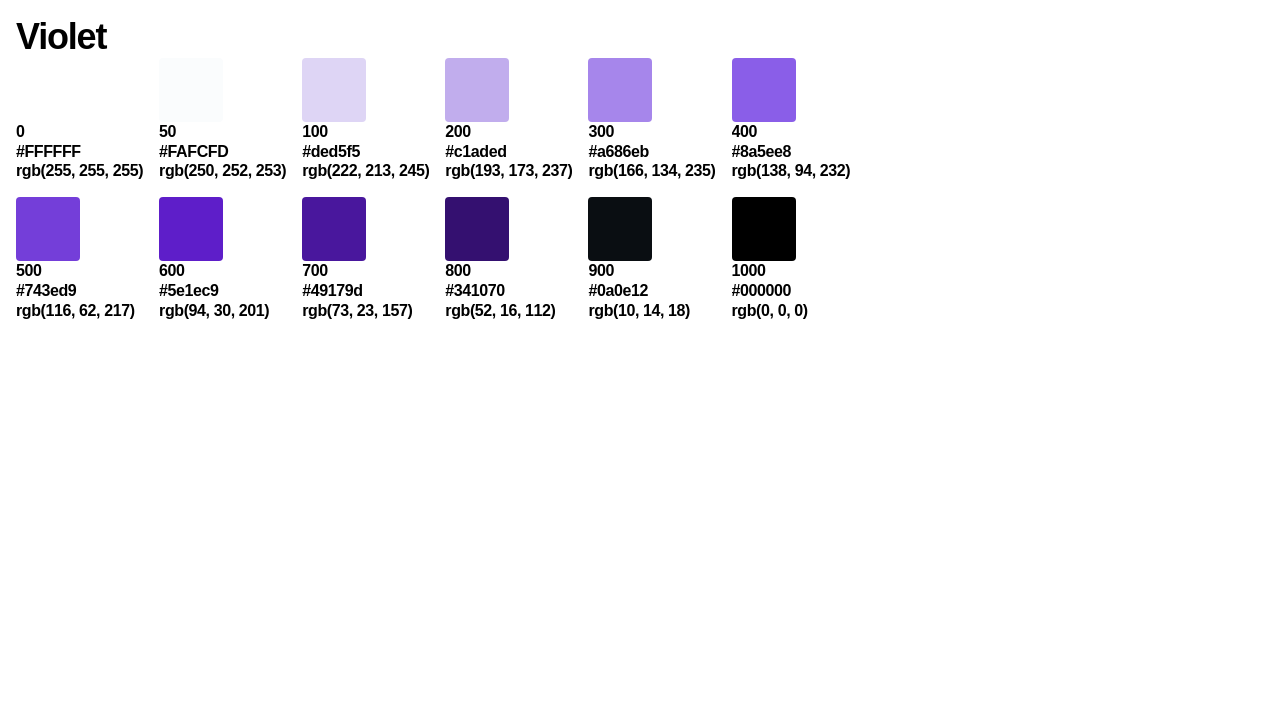 Violet
0
#FFFFFF
rgb(255, 255, 255)
50
#FAFCFD
rgb(250, 252, 253)
100
#ded5f5
rgb(222, 213, 245)
200
#c1aded
rgb(193, 173, 237)
300
#a686eb
rgb(166, 134, 235)
400
#8a5ee8
rgb(138, 94, 232)
500
#743ed9
rgb(116, 62, 217)
600
#5e1ec9
rgb(94, 30, 201)
700
#49179d
rgb(73, 23, 157)
800
#341070
rgb(52, 16, 112)
900
#0a0e12
rgb(10, 14, 18)
1000
#000000
rgb(0, 0, 0)